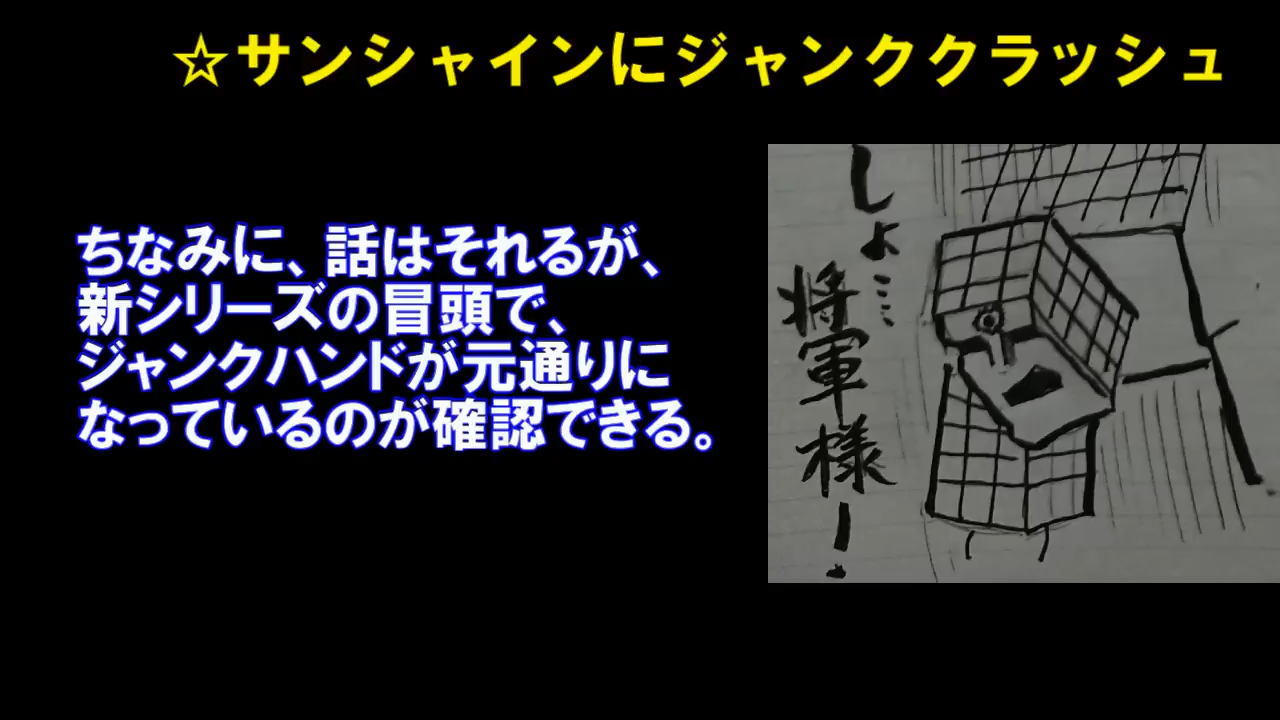 ☆サンシャインにジャンククラッシュ
ちなみに、話はそれるが、
新シリーズの冒頭で、
ジャンクハンドが元通りに
なっているのが確認できる。
しょ…
将軍様！